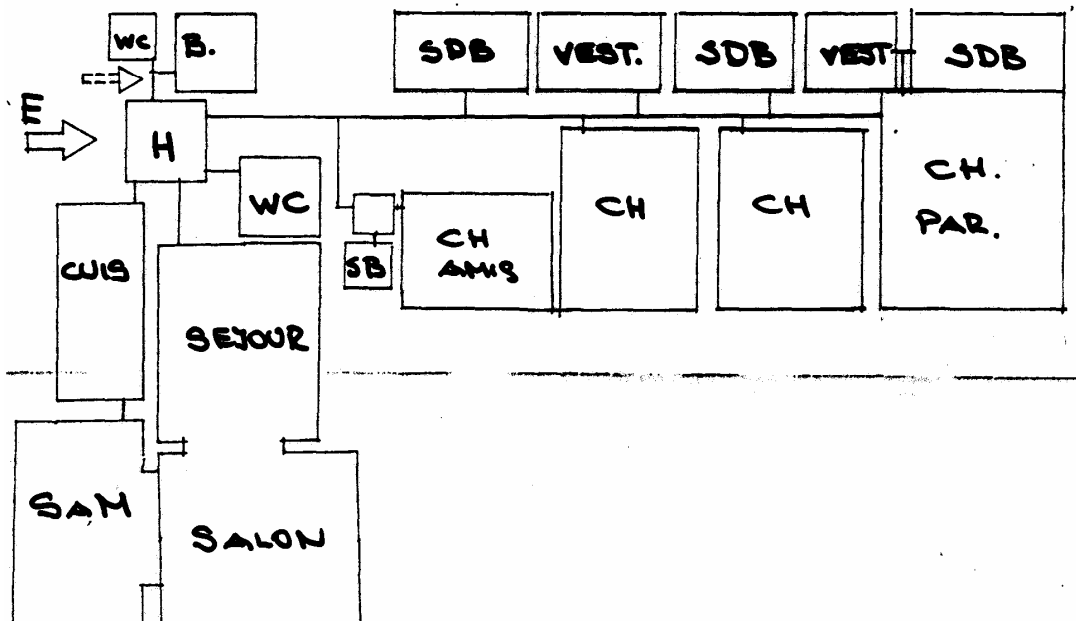 WC
B.
SDB
VEST.
SDB
VEST
SDB
E
H
WC
CH
AMIS
CH
CH
CH.
PAR.
SB
CUIS
SEJOUR
SAM
SALON